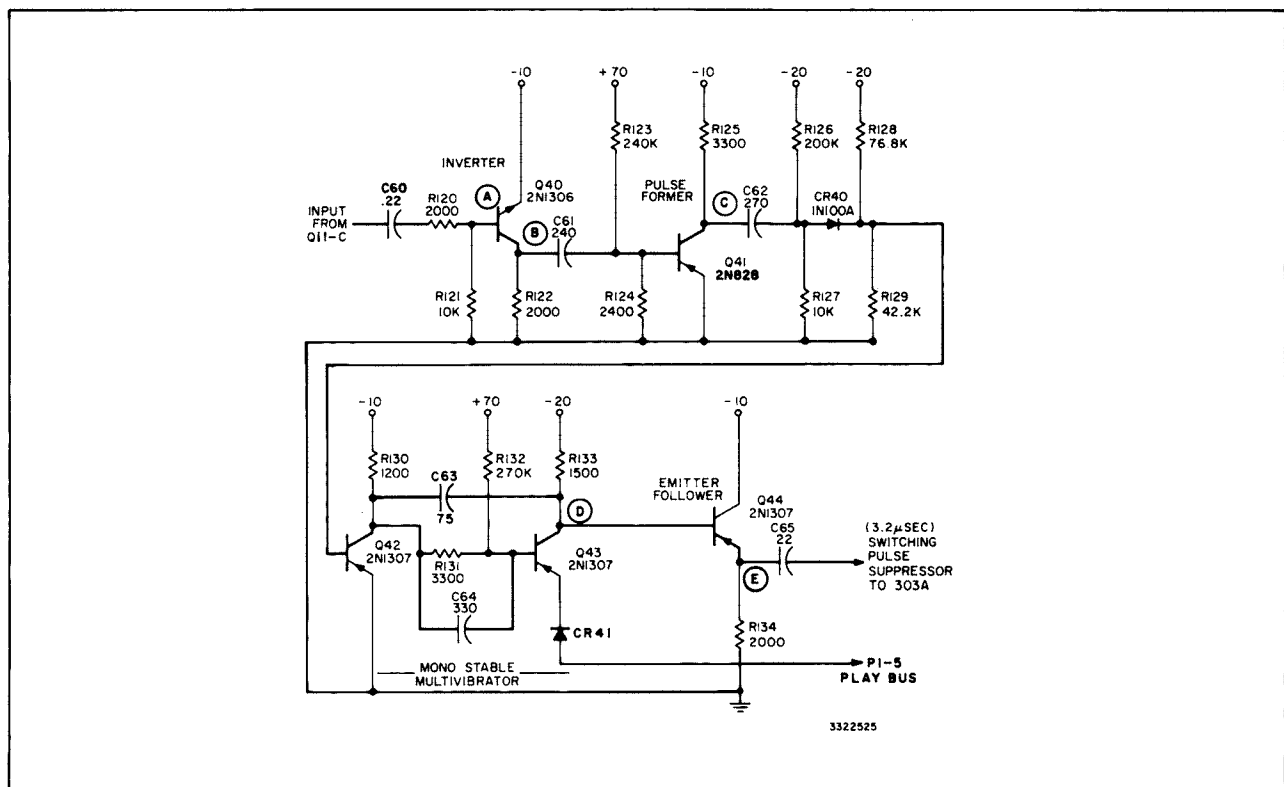 -10
+70
-10
-20
-20
R123
240K
R125
3300
R126
200K
R128
76.8K
INVERTER
C60
.22
R120
2000
A
Q40
2N1306
PULSE
FORMER
C
C62
270
CR40
IN100A
INPUT
FROM
Q11-C
B
C61
240
Q41
2N828
R121
10K
R122
2000
R124
2400
R127
10K
R129
42.2K
-10
+70
-20
-10
R130
1200
C63
75
R132
270K
R133
1500
EMITTER
FOLLOWER
D
Q44
2N1307
C65
22
(3.2µSEC)
SWITCHING
PULSE
SUPPRESSOR
TO 303A
Q42
2N1307
R131
3300
Q43
2N1307
E
C64
330
CR41
R134
2000
MONO STABLE
MULTIVIBRATOR
P1-5
PLAY BUS
3322525